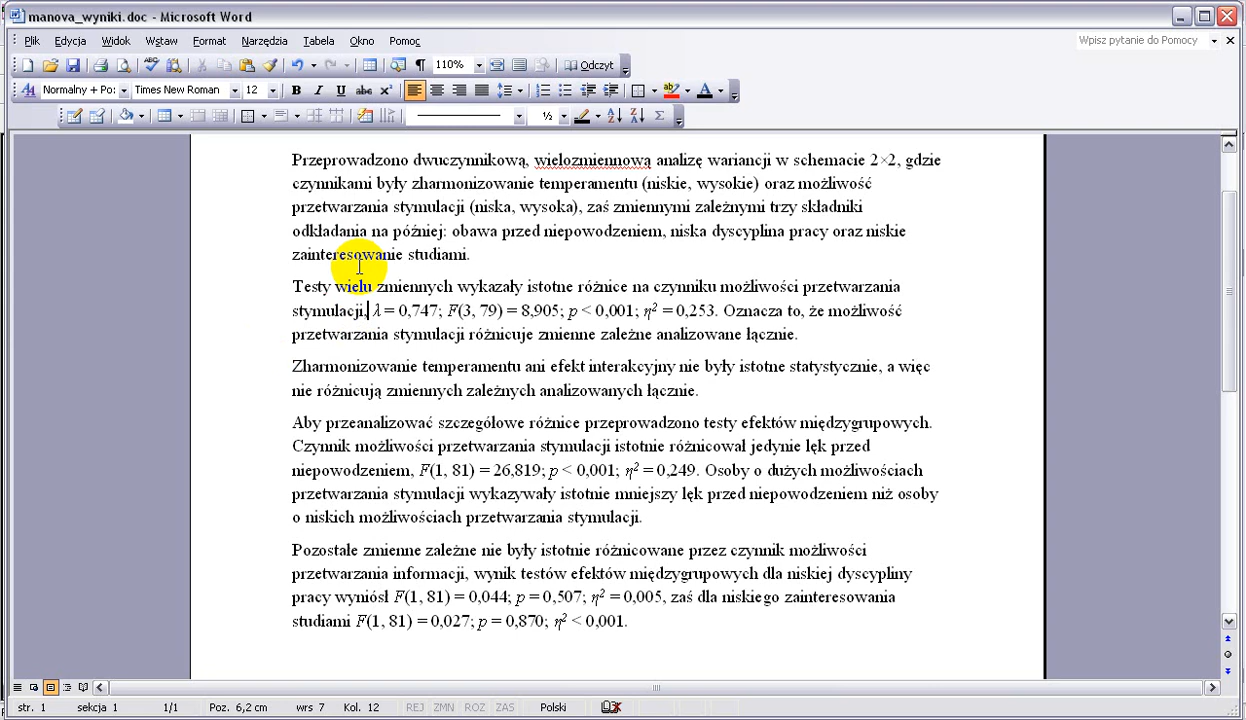 manova_wyniki.doc - Microsoft Word
Plik Edycja Widok Wstaw Format Narzędzia Tabela Okno Pomoc Wpisz pytanie do Pomocy
110% Odczyt
Normalny + Po: Times New Roman 12 B I U abc x²
½
Przeprowadzono dwuczynnikową, wielozmiennową analizę wariancji w schemacie 2×2, gdzie
czynnikami były zharmonizowanie temperamentu (niskie, wysokie) oraz możliwość
przetwarzania stymulacji (niska, wysoka), zaś zmiennymi zależnymi trzy składniki
odkładania na później: obawa przed niepowodzeniem, niska dyscyplina pracy oraz niskie
zainteresowanie studiami.
Testy wielu zmiennych wykazały istotne różnice na czynniku możliwości przetwarzania
stymulacji, λ = 0,747; F(3, 79) = 8,905; p < 0,001; η² = 0,253. Oznacza to, że możliwość
przetwarzania stymulacji różnicuje zmienne zależne analizowane łącznie.
Zharmonizowanie temperamentu ani efekt interakcyjny nie były istotne statystycznie, a więc
nie różnicują zmiennych zależnych analizowanych łącznie.
Aby przeanalizować szczegółowe różnice przeprowadzono testy efektów międzygrupowych.
Czynnik możliwości przetwarzania stymulacji istotnie różnicował jedynie lęk przed
niepowodzeniem, F(1, 81) = 26,819; p < 0,001; η² = 0,249. Osoby o dużych możliwościach
przetwarzania stymulacji wykazywały istotnie mniejszy lęk przed niepowodzeniem niż osoby
o niskich możliwościach przetwarzania stymulacji.
Pozostałe zmienne zależne nie były istotnie różnicowane przez czynnik możliwości
przetwarzania informacji, wynik testów efektów międzygrupowych dla niskiej dyscypliny
pracy wyniósł F(1, 81) = 0,044; p = 0,507; η² = 0,005, zaś dla niskiego zainteresowania
studiami F(1, 81) = 0,027; p = 0,870; η² < 0,001.
str. 1 sekcja 1 1/1 Poz. 6,2 cm wrs 7 Kol. 12 REJ ZMN ROZ ZAS Polski